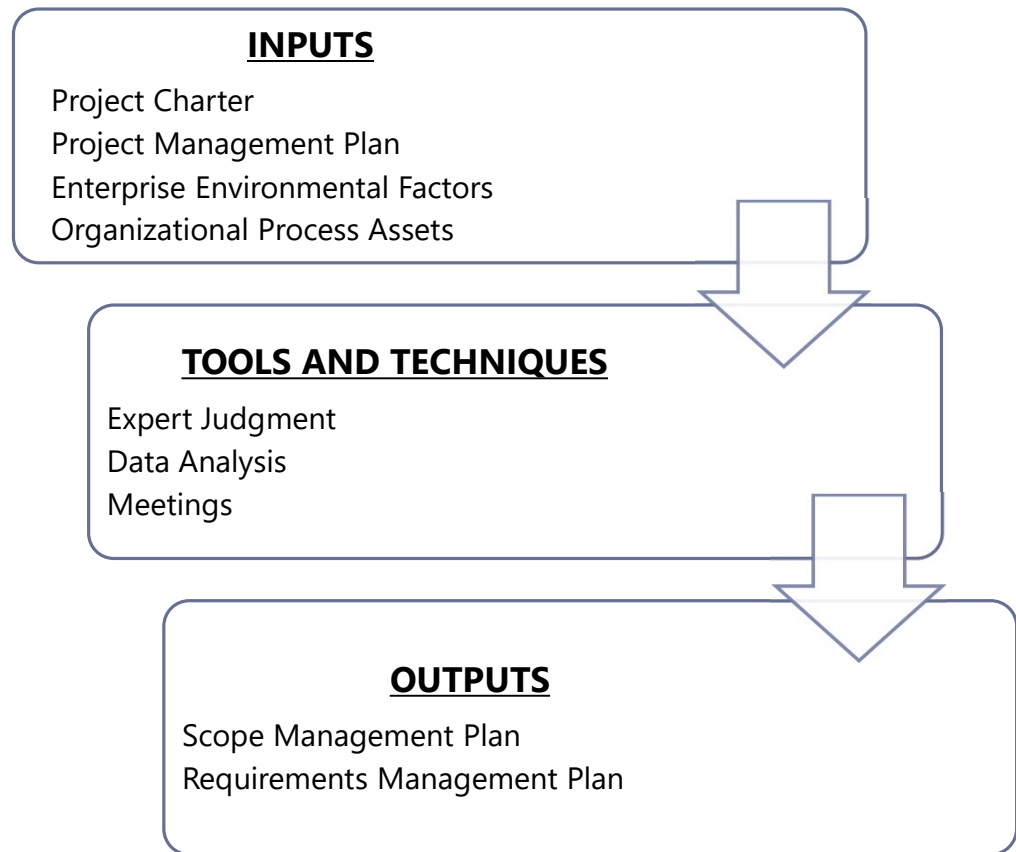 INPUTS
Project Charter
Project Management Plan
Enterprise Environmental Factors
Organizational Process Assets
TOOLS AND TECHNIQUES
Expert Judgment
Data Analysis
Meetings
OUTPUTS
Scope Management Plan
Requirements Management Plan